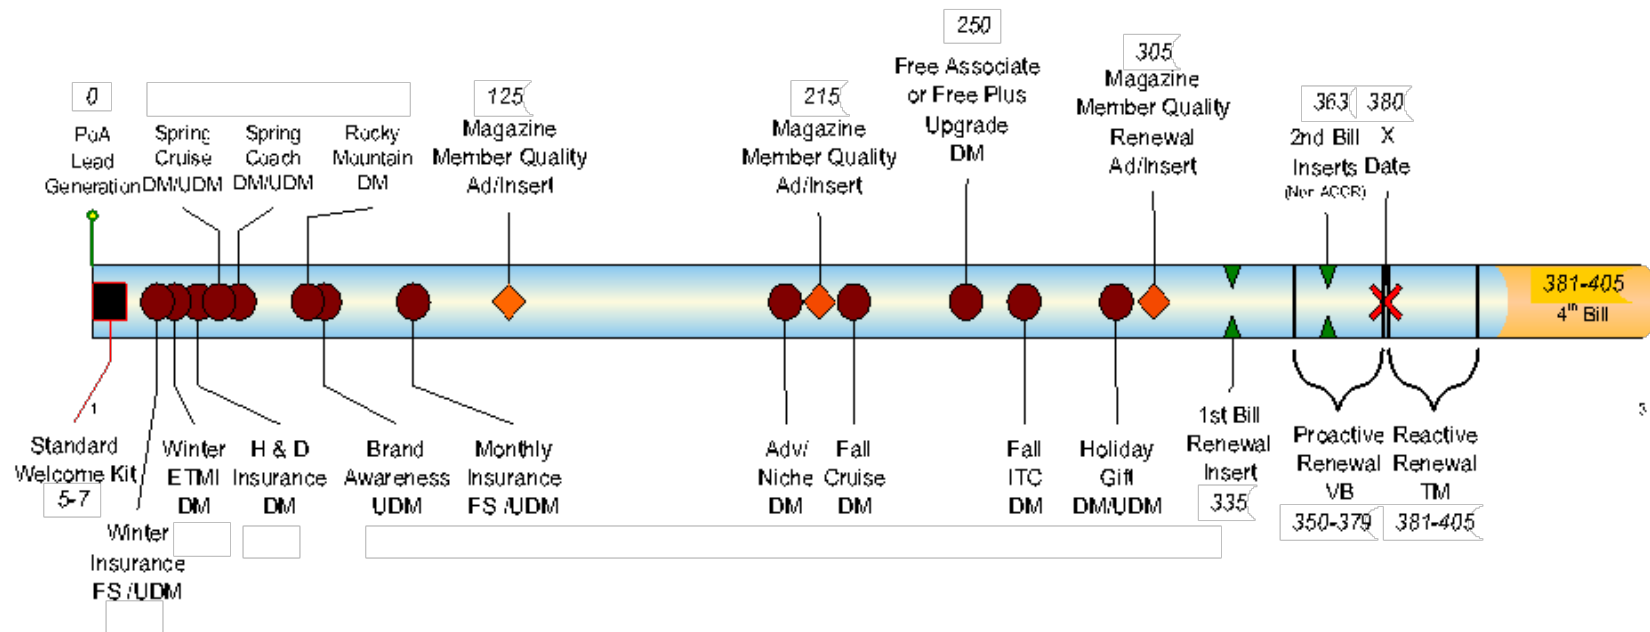 0
PoA
Lead
Generation
Spring
Cruise
DM/UDM
Spring
Coach
DM/UDM
Rocky
Mountain
DM
125
Magazine
Member Quality
Ad/Insert
215
Magazine
Member Quality
Ad/Insert
250
Free Associate
or Free Plus
Upgrade
DM
305
Magazine
Member Quality
Renewal
Ad/Insert
363
2nd Bill
Inserts
(Non ACCR)
380
X
Date
381-405
4th Bill
1
Standard
Welcome Kit
5-7
Winter
Insurance
FS /UDM
Winter
ETMI
DM
H & D
Insurance
DM
Brand
Awareness
UDM
Monthly
Insurance
FS /UDM
Adv/
Niche
DM
Fall
Cruise
DM
Fall
ITC
DM
Holiday
Gift
DM/UDM
1st Bill
Renewal
Insert
335
Proactive
Renewal
VB
350-379
Reactive
Renewal
TM
381-405
3